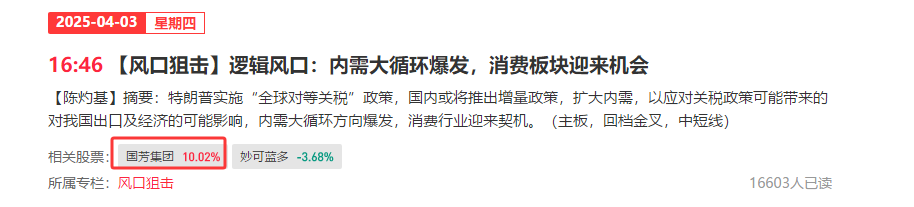 2025-04-03 星期四
16:46 【风口狙击】逻辑风口：内需大循环爆发，消费板块迎来机会
【陈灼基】摘要：特朗普实施“全球对等关税”政策，国内或将推出增量政策，扩大内需，以应对关税政策可能带来的
对我国出口及经济的可能影响，内需大循环方向爆发，消费行业迎来契机。（主板，回档金叉，中短线）
相关股票： 国芳集团 10.02% 妙可蓝多 -3.68%
所属专栏：风口狙击 16603人已读